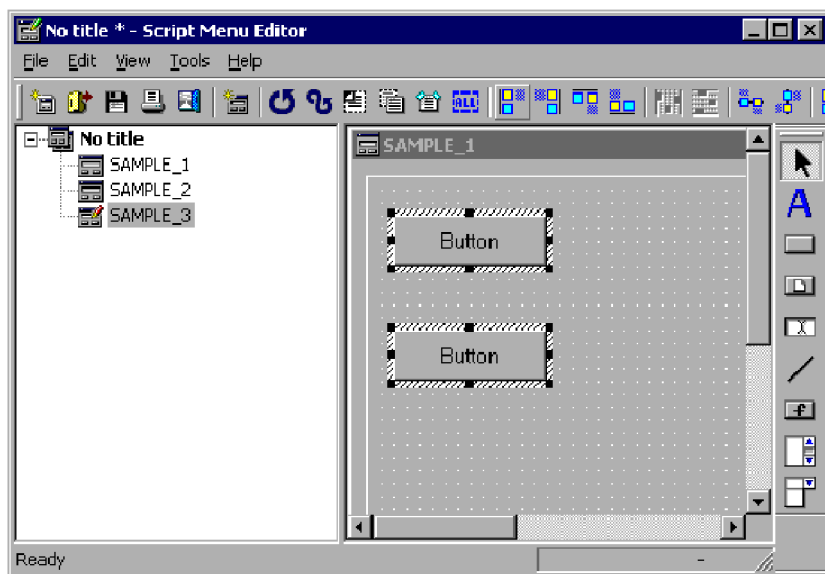 No title * - Script Menu Editor
File Edit View Tools Help
ALL
No title
SAMPLE_1
SAMPLE_2
SAMPLE_3
SAMPLE_1
Button
Button
A
f
Ready
-